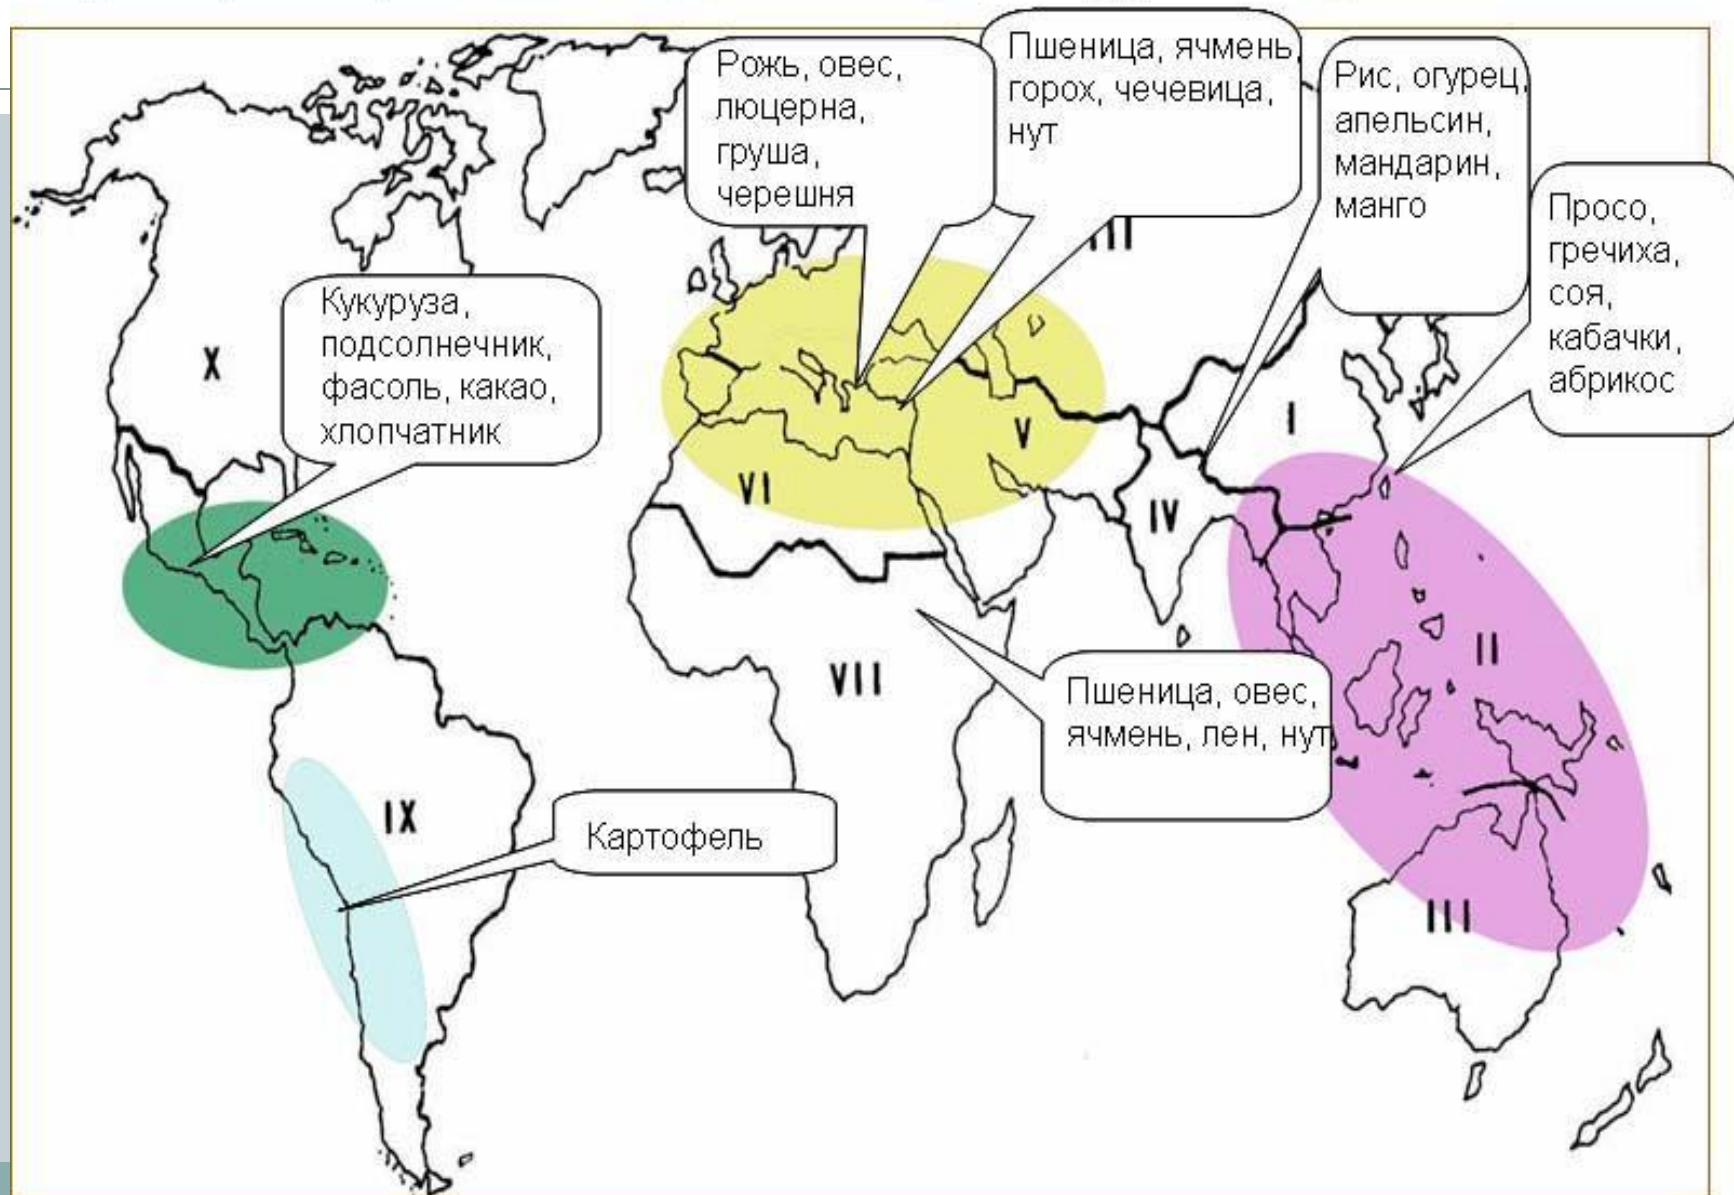 Рожь, овес,
люцерна,
груша,
черешня
Пшеница, ячмень,
горох, чечевица,
нут
Рис, огурец,
апельсин,
мандарин,
манго
Просо,
гречиха,
соя,
кабачки,
абрикос
Кукуруза,
подсолнечник,
фасоль, какао,
хлопчатник
Пшеница, овес,
ячмень, лен, нут
Картофель
III
X
I
V
VI
IV
VII
II
IX
III